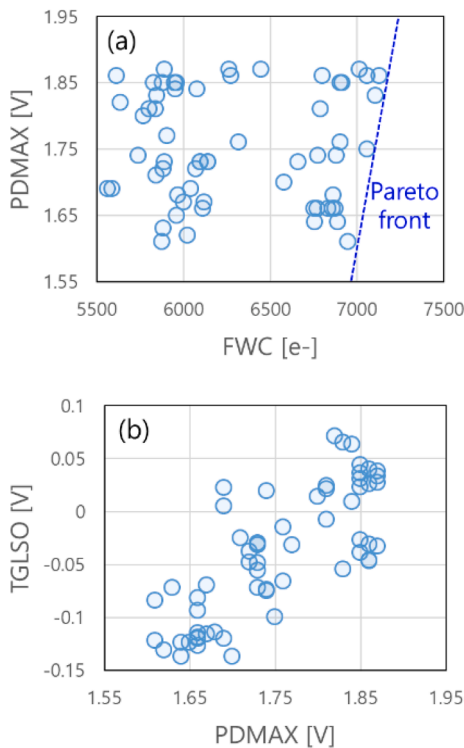 (a)
PDMAX [V]
1.95
1.85
1.75
1.65
1.55
Pareto
front
5500 6000 6500 7000 7500
FWC [e-]
(b)
TGLSO [V]
0.1
0.05
0
-0.05
-0.1
-0.15
1.55 1.65 1.75 1.85 1.95
PDMAX [V]